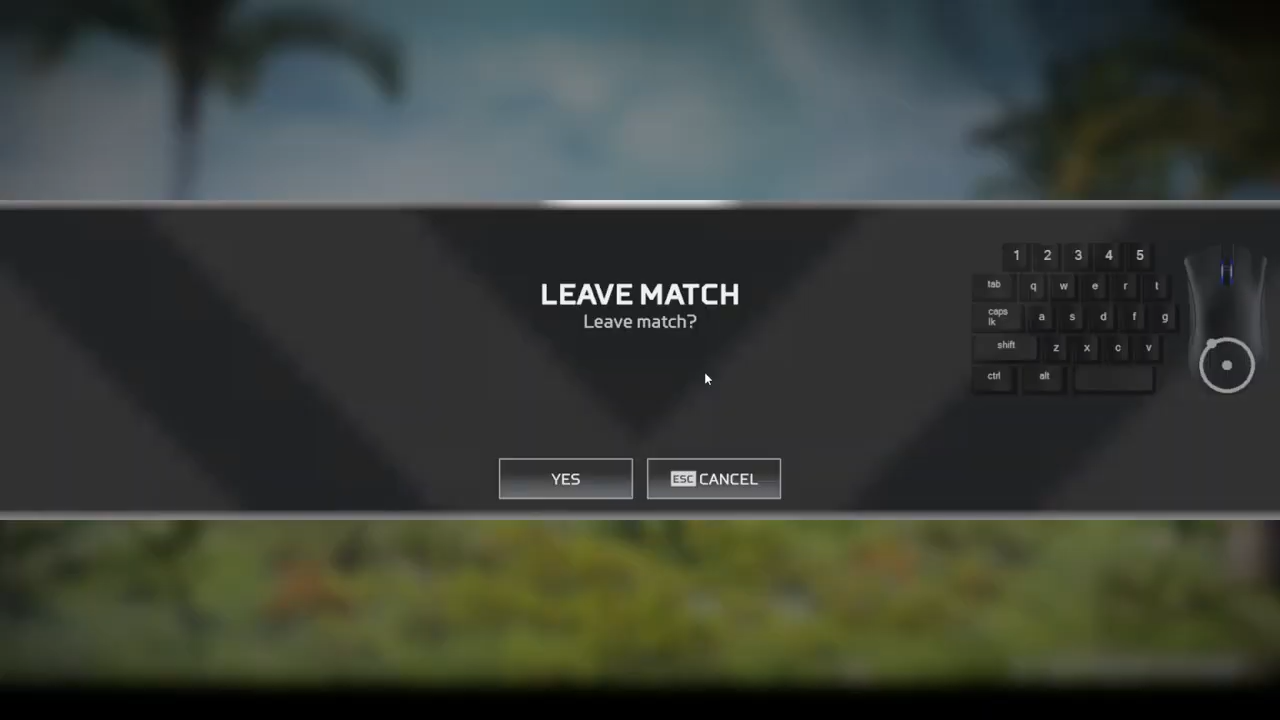 LEAVE MATCH
Leave match?
YES
ESC CANCEL
1 2 3 4 5
tab q w e r t
caps lk a s d f g
shift z x c v
ctrl alt